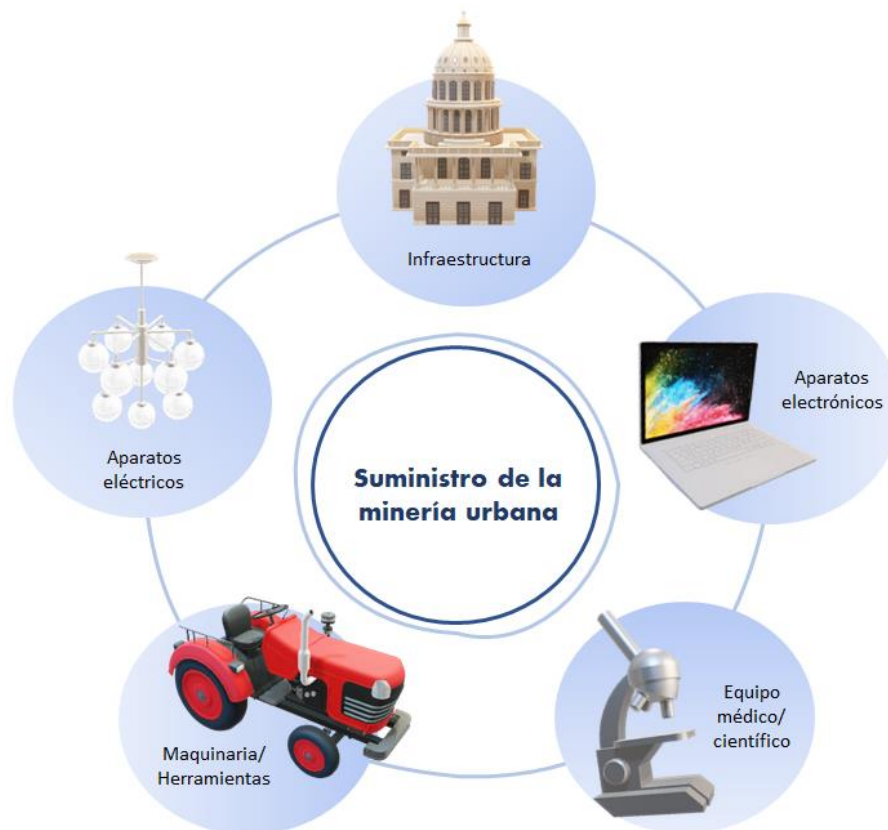 Infraestructura
Aparatos
electrónicos
Aparatos
eléctricos
Suministro de la
minería urbana
Equipo
médico/
científico
Maquinaria/
Herramientas